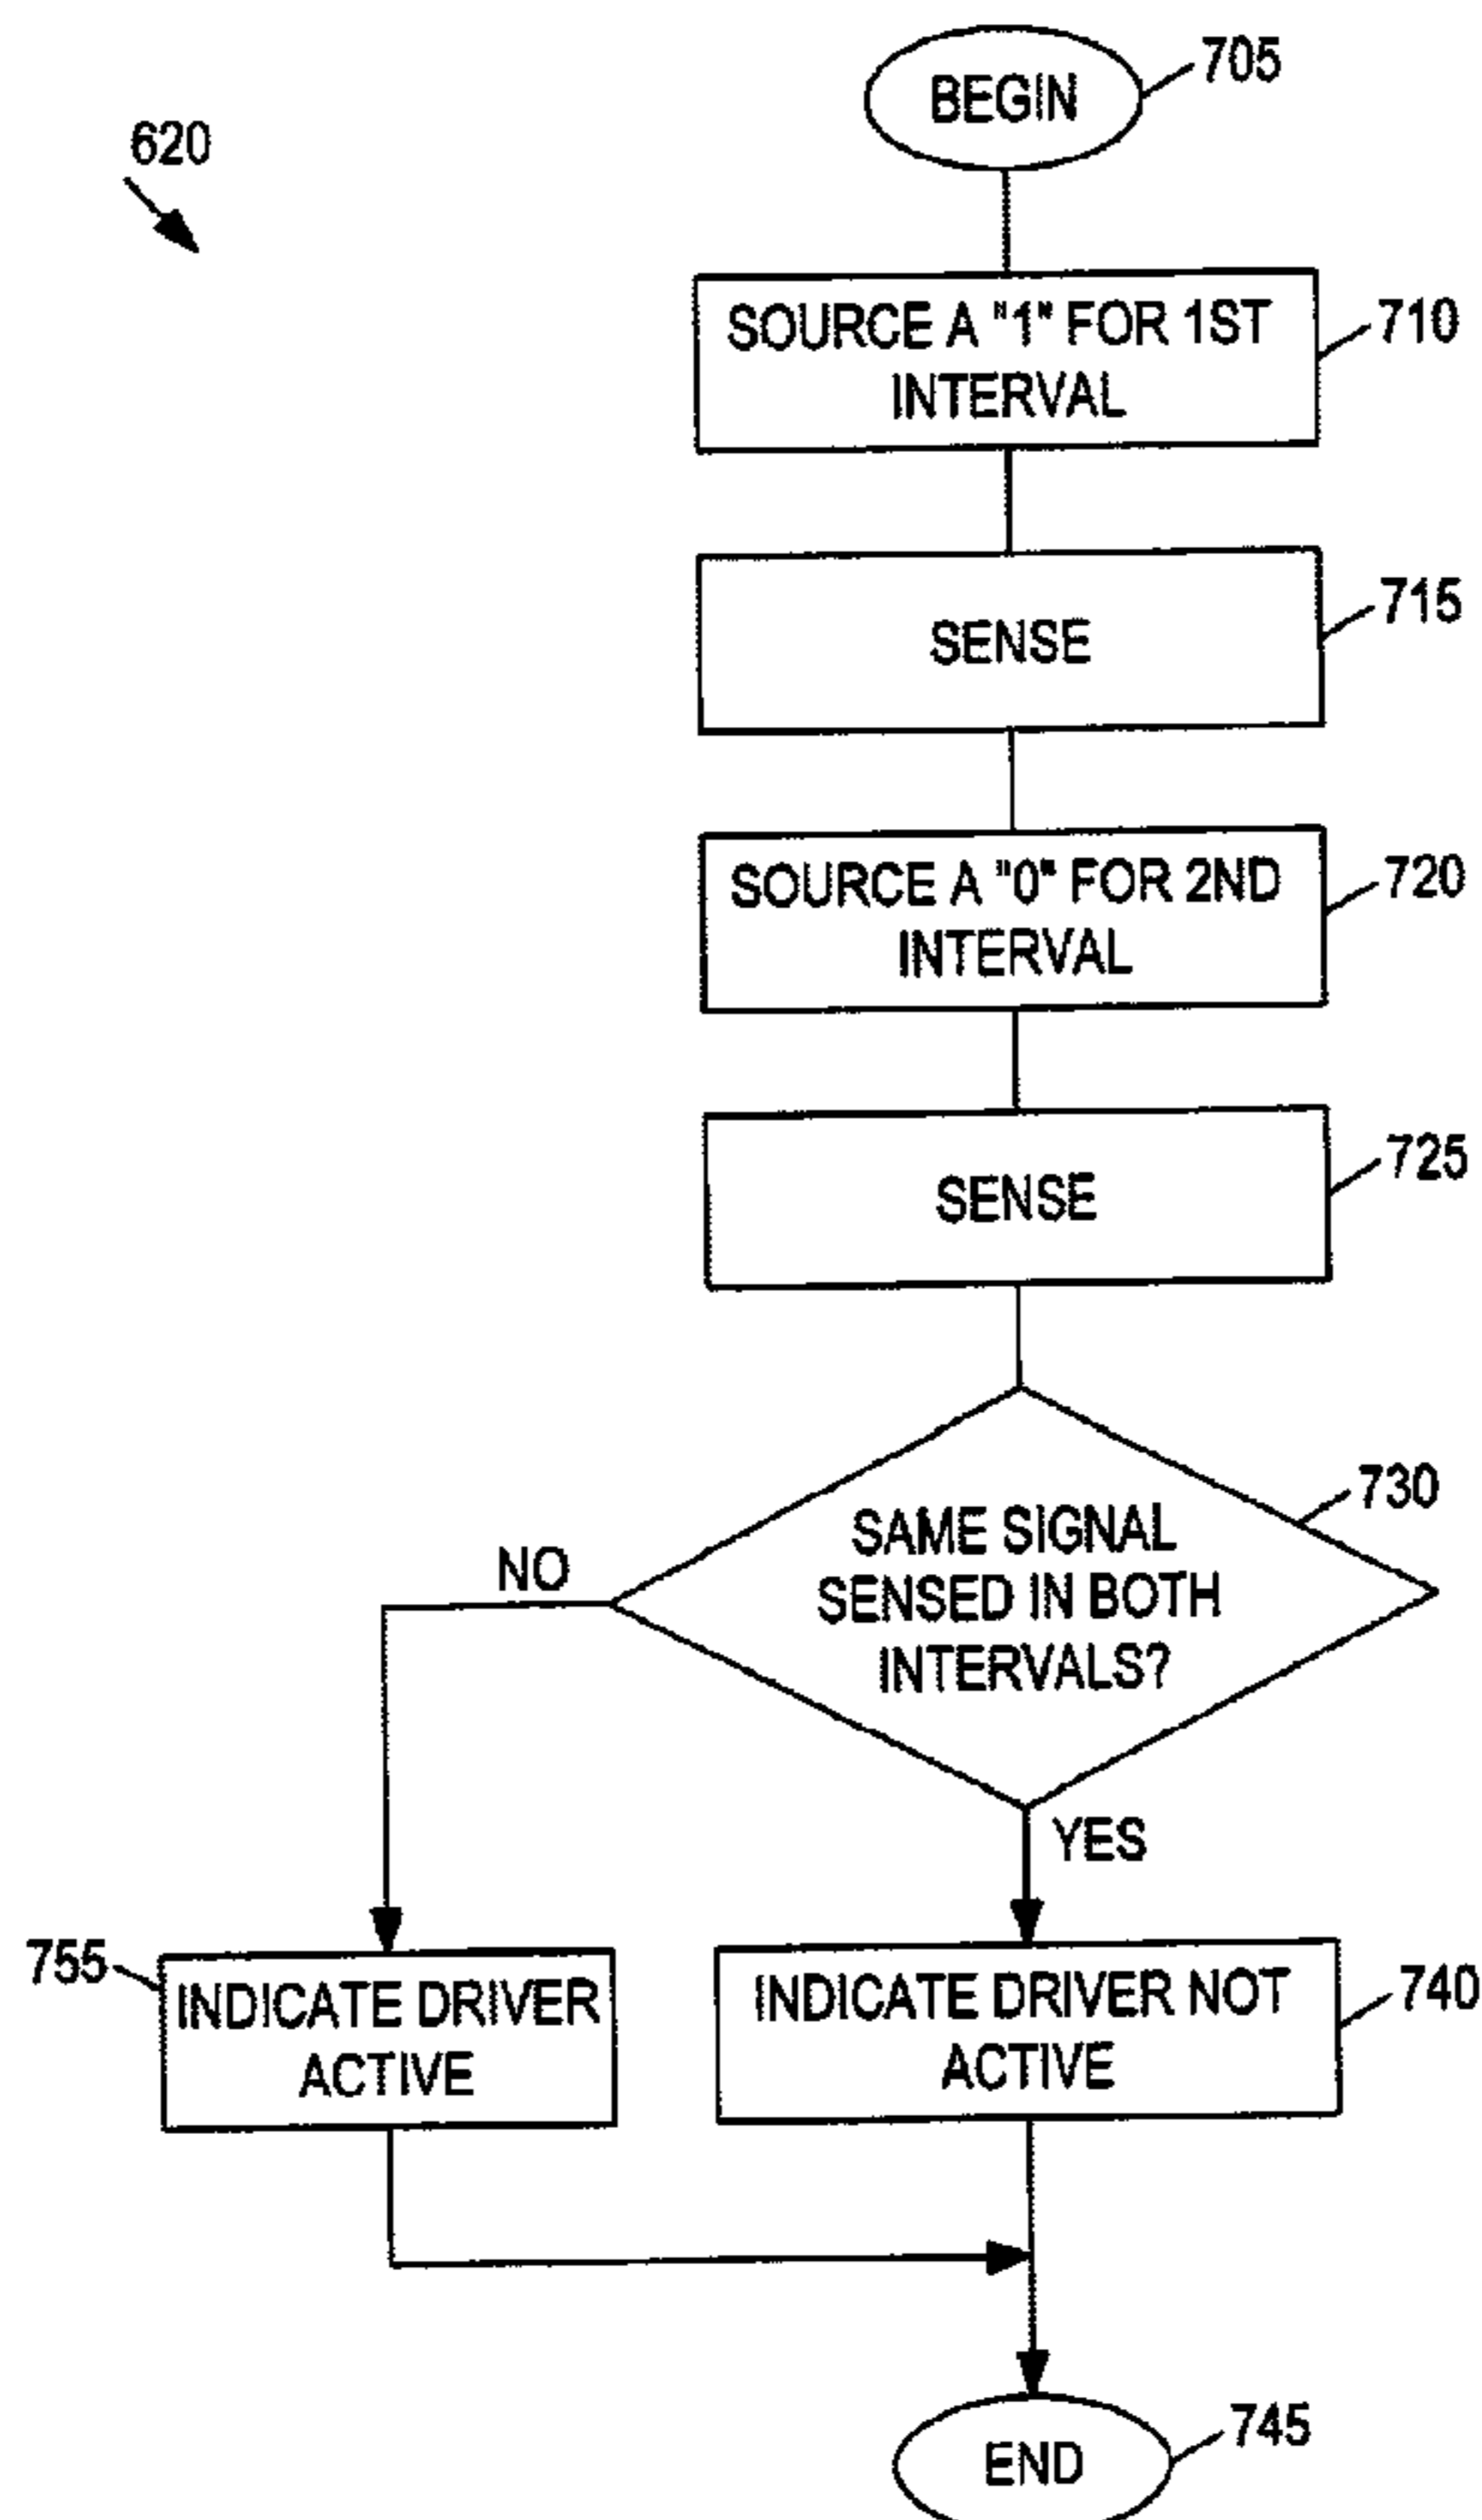 705
BEGIN
620
SOURCE A "1" FOR 1ST
INTERVAL
710
SENSE
715
SOURCE A "0" FOR 2ND
INTERVAL
720
SENSE
725
730
SAME SIGNAL
SENSED IN BOTH
INTERVALS?
NO
YES
755
INDICATE DRIVER
ACTIVE
INDICATE DRIVER NOT
ACTIVE
740
745
END